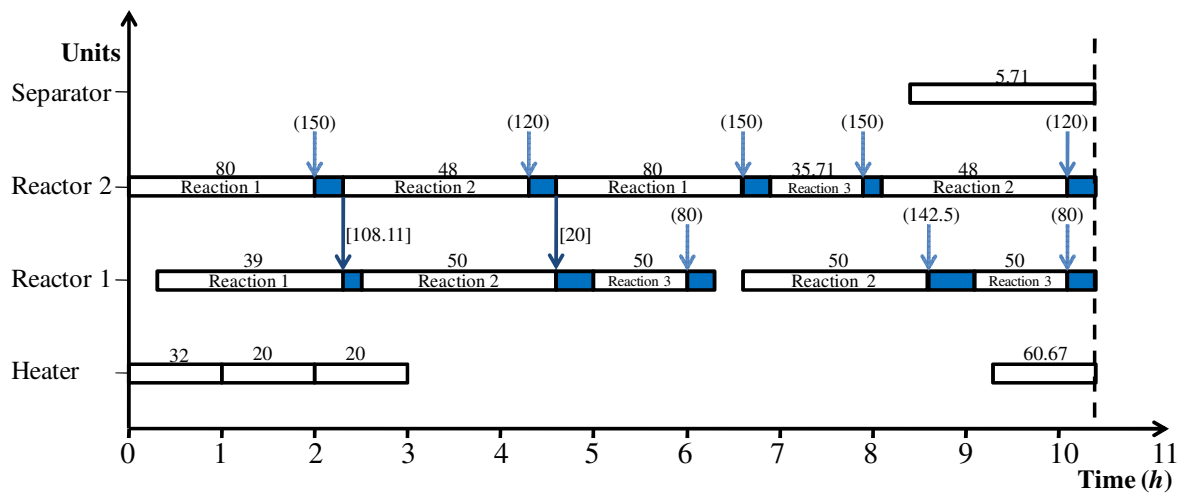 Units
Separator
5.71
(150) (120) (150) (150) (120)
80 48 80 35.71 48
Reactor 2 Reaction 1 Reaction 2 Reaction 1 Reaction 3 Reaction 2
[108.11] [20] (80) (142.5) (80)
39 50 50 50 50
Reactor 1 Reaction 1 Reaction 2 Reaction 3 Reaction 2 Reaction 3
32 20 20 60.67
Heater
0 1 2 3 4 5 6 7 8 9 10 11
Time (h)